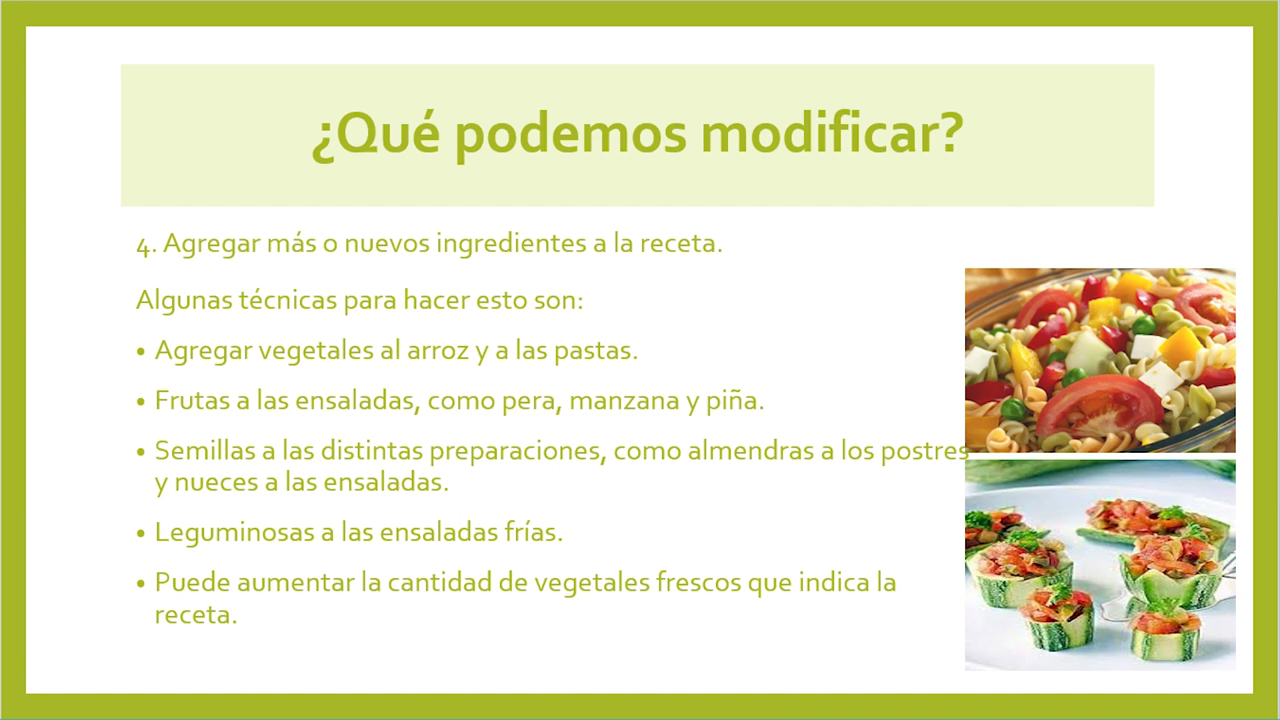 ¿Qué podemos modificar?
4. Agregar más o nuevos ingredientes a la receta.
Algunas técnicas para hacer esto son:
• Agregar vegetales al arroz y a las pastas.
• Frutas a las ensaladas, como pera, manzana y piña.
• Semillas a las distintas preparaciones, como almendras a los postres
y nueces a las ensaladas.
• Leguminosas a las ensaladas frías.
• Puede aumentar la cantidad de vegetales frescos que indica la
receta.